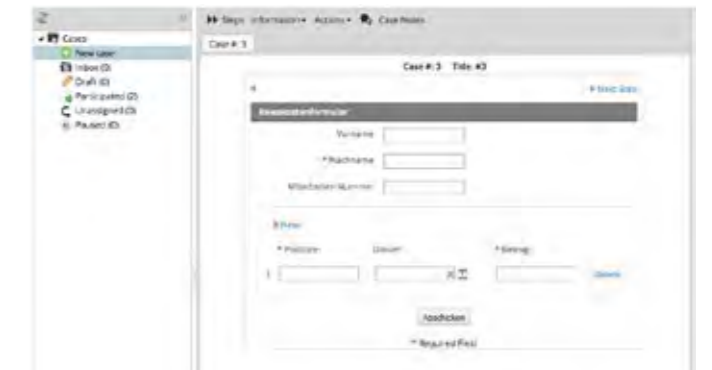 Steps Information Actions Case Notes
Cases
New case
Inbox (0)
Draft (0)
Participated (2)
Unassigned (0)
Paused (0)
Case #: 3
Case #: 3 Title: #3
Next Step
Vorname
* Nachname
Mitarbeiter Nummer
New
* Position
* Betrag
1
Delete
Abschicken
* Required Field